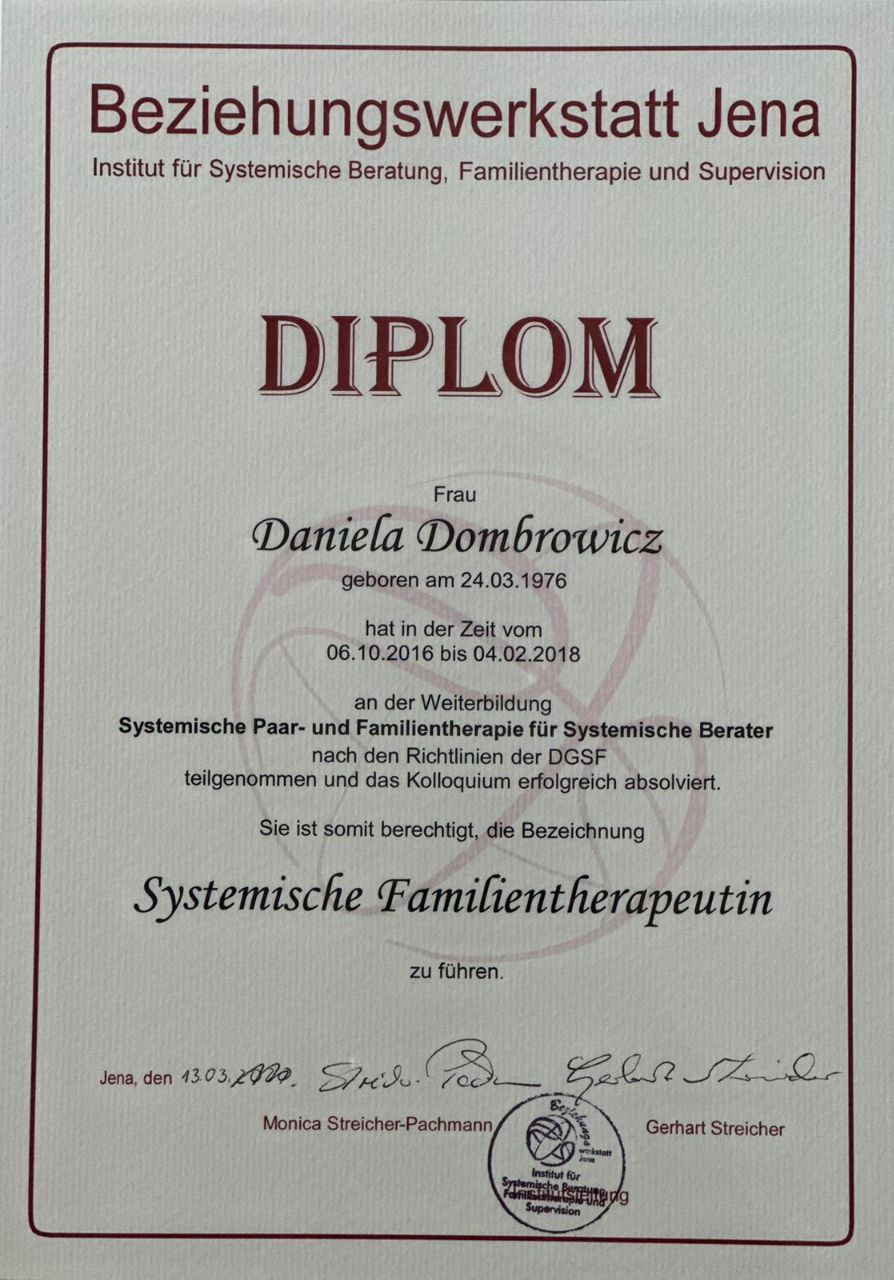 Beziehungswerkstatt Jena
Institut für Systemische Beratung, Familientherapie und Supervision
DIPLOM
Frau
Daniela Dombrowicz
geboren am 24.03.1976
hat in der Zeit vom
06.10.2016 bis 04.02.2018
an der Weiterbildung
Systemische Paar- und Familientherapie für Systemische Berater
nach den Richtlinien der DGSF
teilgenommen und das Kolloquium erfolgreich absolviert.
Sie ist somit berechtigt, die Bezeichnung
Systemische Familientherapeutin
zu führen.
Jena, den 13.03.
Monica Streicher-Pachmann
Gerhart Streicher
Beziehungs
werkstatt
Jena
Institut für
Systemische Beratung
Familientherapie und
Supervision
Institutsleitung